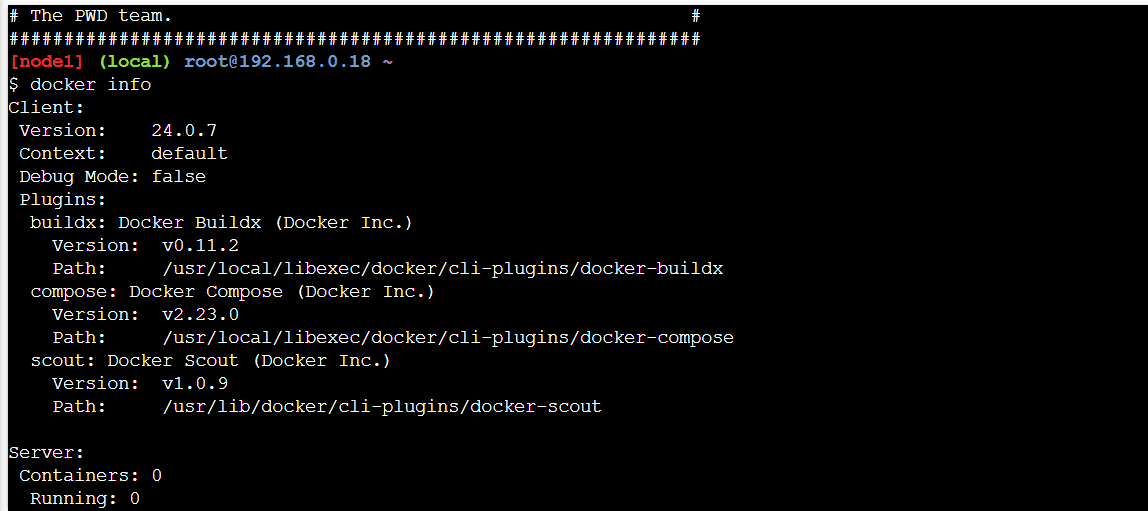 # The PWD team. #
###############################################################
[node1] (local) root@192.168.0.18 ~
$ docker info
Client:
Version: 24.0.7
Context: default
Debug Mode: false
Plugins:
buildx: Docker Buildx (Docker Inc.)
Version: v0.11.2
Path: /usr/local/libexec/docker/cli-plugins/docker-buildx
compose: Docker Compose (Docker Inc.)
Version: v2.23.0
Path: /usr/local/libexec/docker/cli-plugins/docker-compose
scout: Docker Scout (Docker Inc.)
Version: v1.0.9
Path: /usr/lib/docker/cli-plugins/docker-scout
Server:
Containers: 0
Running: 0